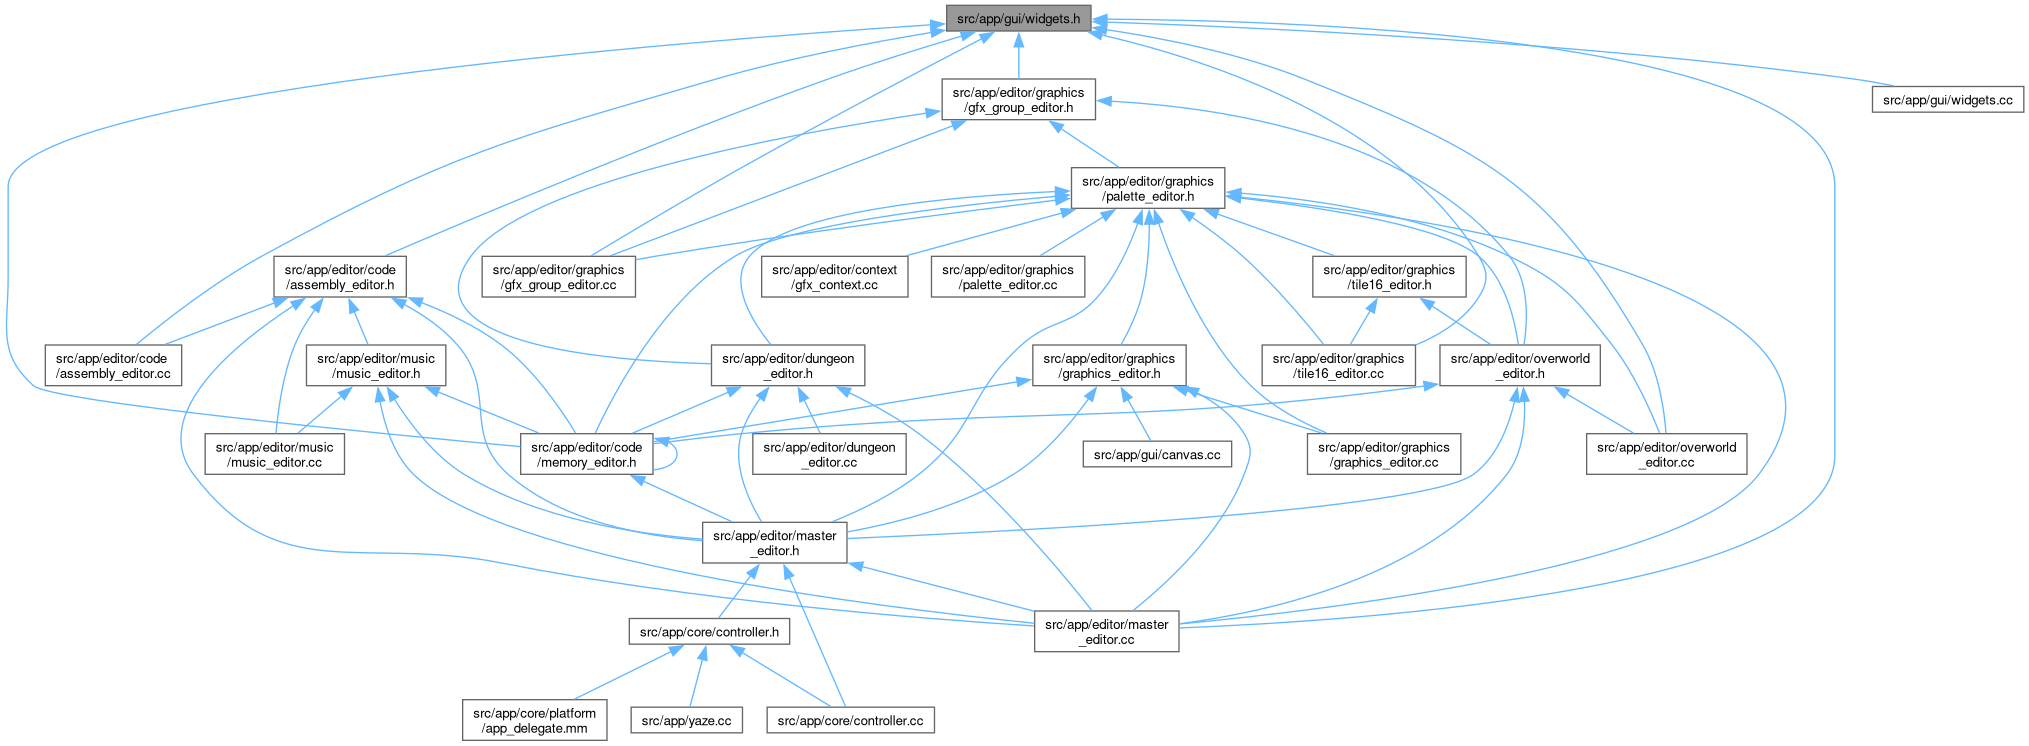 src/app/gui/widgets.h
src/app/editor/graphics
/gfx_group_editor.h
src/app/gui/widgets.cc
src/app/editor/graphics
/palette_editor.h
src/app/editor/code
/assembly_editor.h
src/app/editor/graphics
/gfx_group_editor.cc
src/app/editor/context
/gfx_context.cc
src/app/editor/graphics
/palette_editor.cc
src/app/editor/graphics
/tile16_editor.h
src/app/editor/code
/assembly_editor.cc
src/app/editor/music
/music_editor.h
src/app/editor/dungeon
_editor.h
src/app/editor/graphics
/graphics_editor.h
src/app/editor/graphics
/tile16_editor.cc
src/app/editor/overworld
_editor.h
src/app/editor/music
/music_editor.cc
src/app/editor/code
/memory_editor.h
src/app/editor/dungeon
_editor.cc
src/app/gui/canvas.cc
src/app/editor/graphics
/graphics_editor.cc
src/app/editor/overworld
_editor.cc
src/app/editor/master
_editor.h
src/app/core/controller.h
src/app/editor/master
_editor.cc
src/app/core/platform
/app_delegate.mm
src/app/yaze.cc
src/app/core/controller.cc